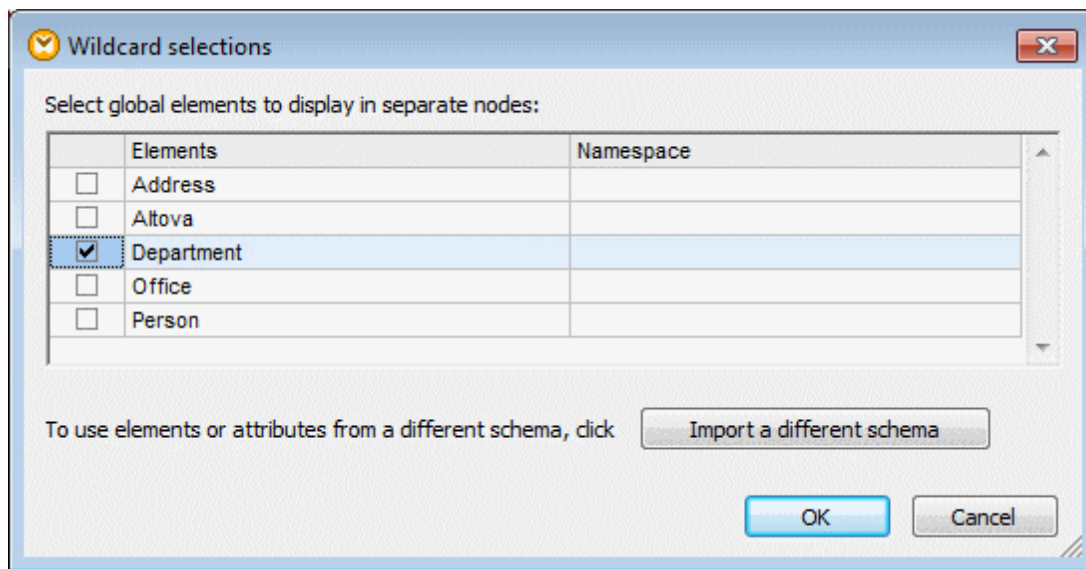 Wildcard selections
Select global elements to display in separate nodes:
Elements Namespace
Address
Altova
Department
Office
Person
To use elements or attributes from a different schema, click Import a different schema
OK Cancel